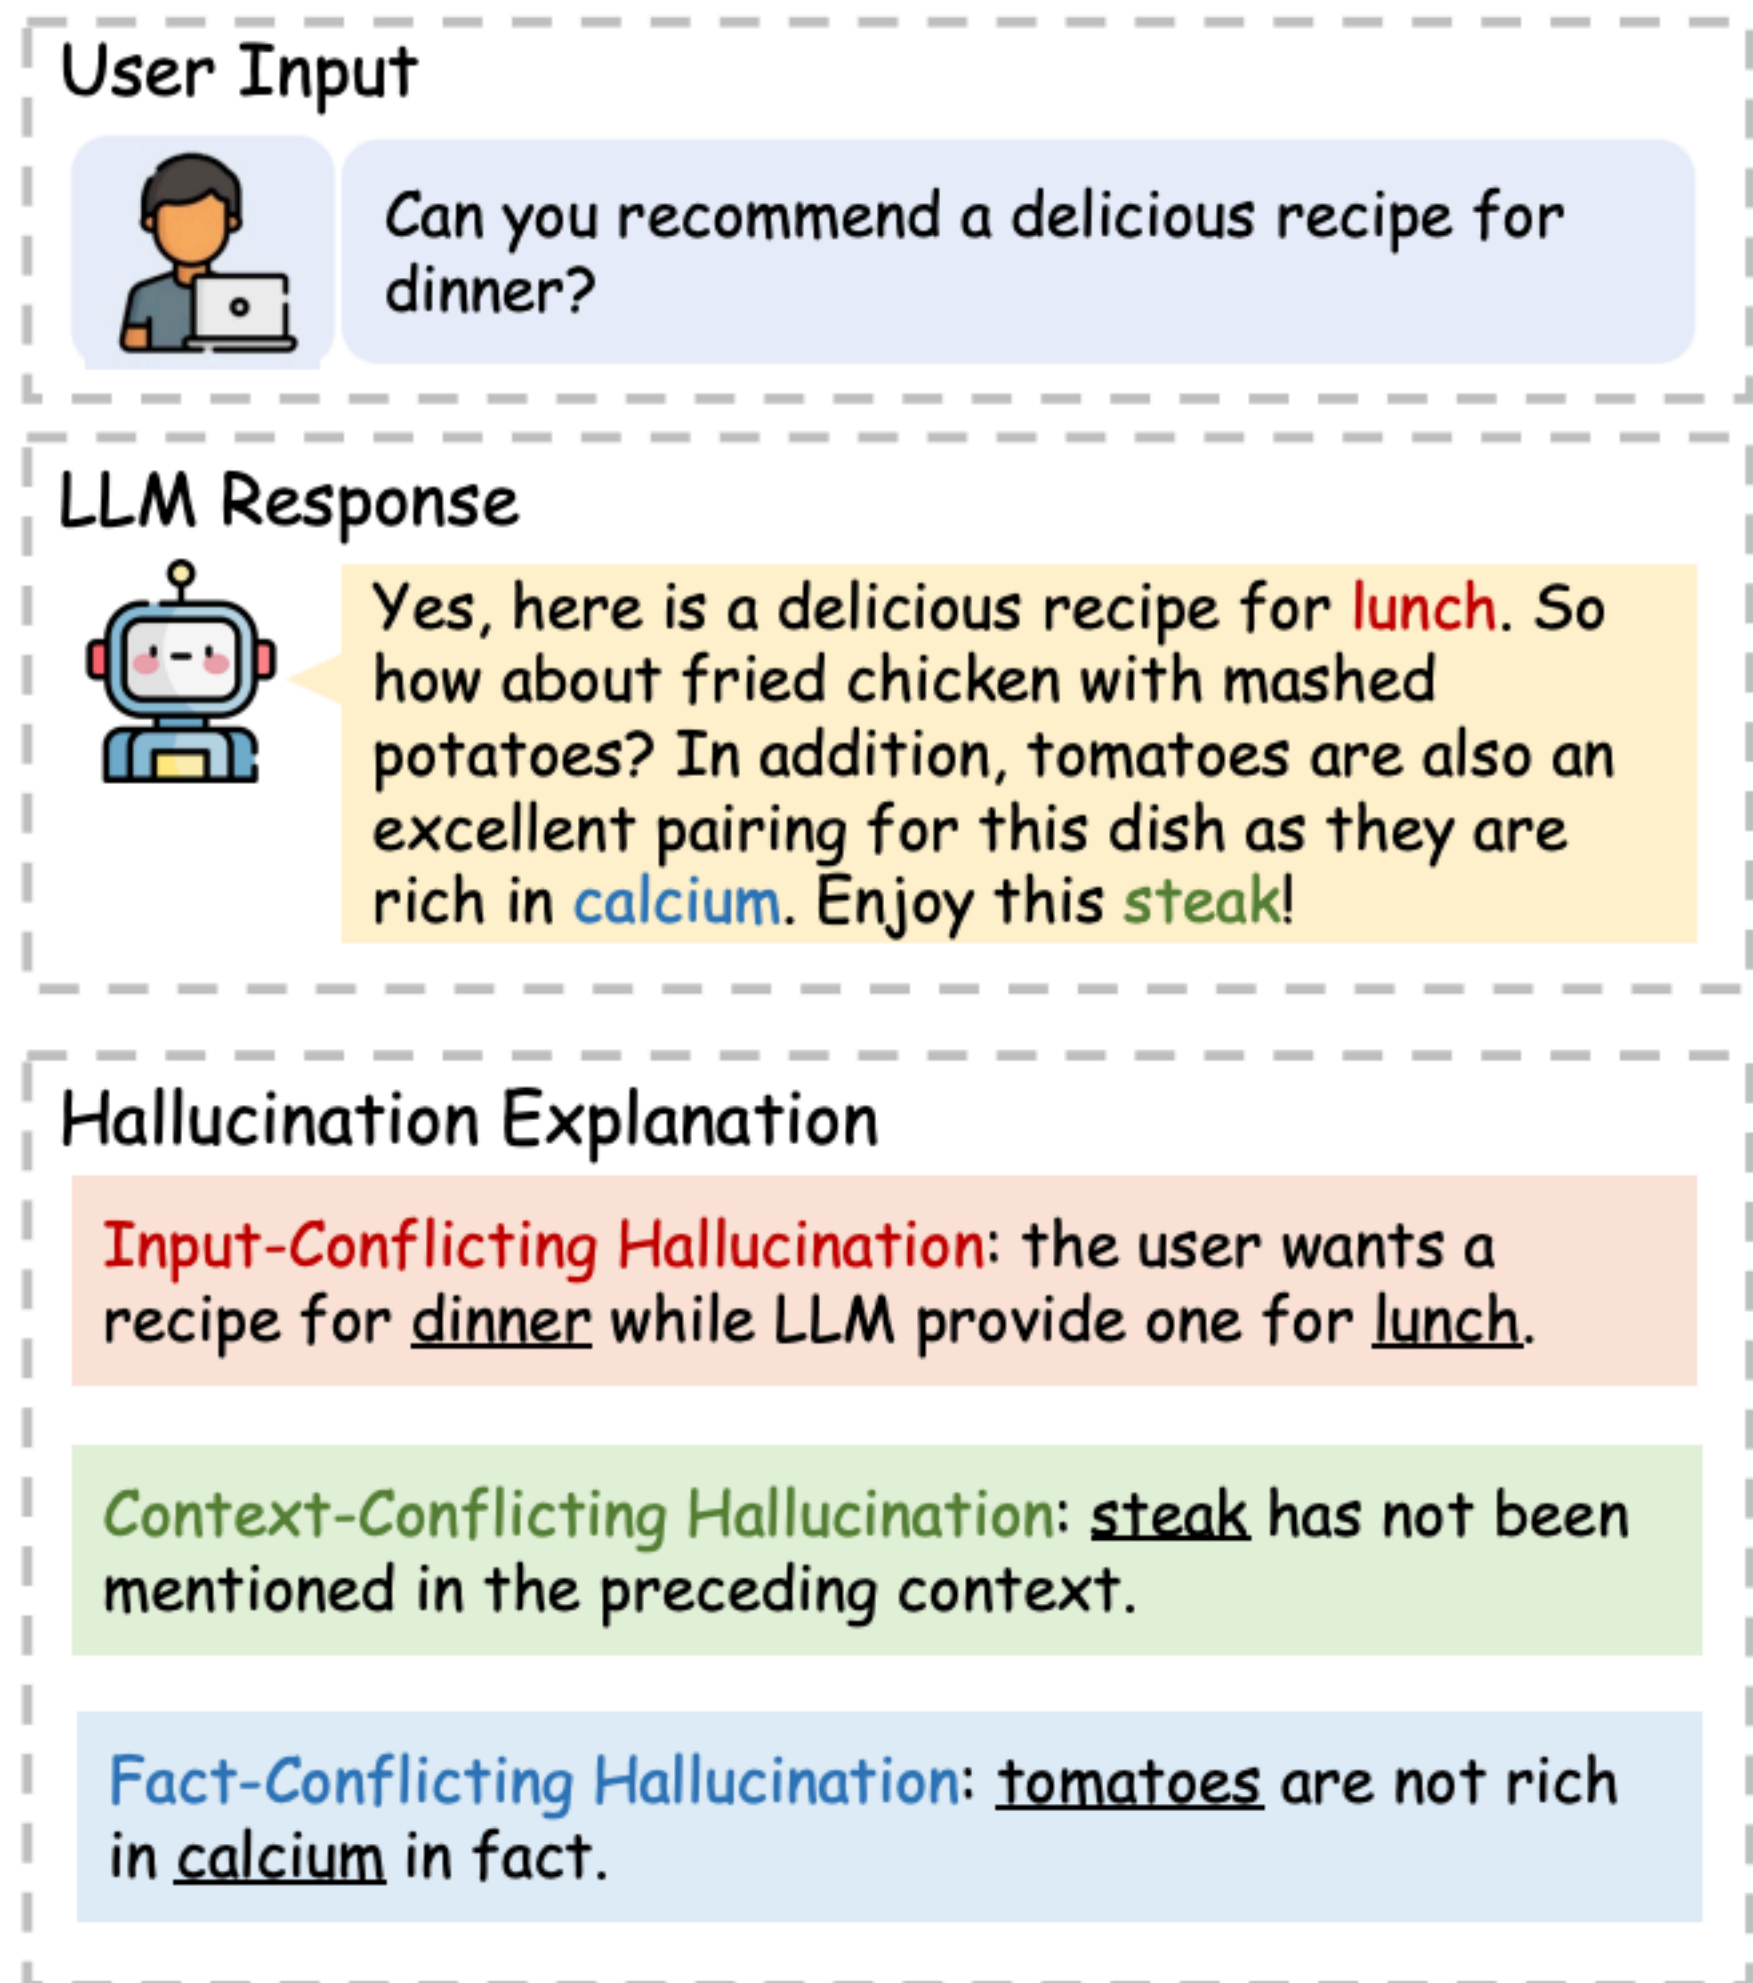 User Input
Can you recommend a delicious recipe for
dinner?
LLM Response
Yes, here is a delicious recipe for lunch. So
how about fried chicken with mashed
potatoes? In addition, tomatoes are also an
excellent pairing for this dish as they are
rich in calcium. Enjoy this steak!
Hallucination Explanation
Input-Conflicting Hallucination: the user wants a
recipe for dinner while LLM provide one for lunch.
Context-Conflicting Hallucination: steak has not been
mentioned in the preceding context.
Fact-Conflicting Hallucination: tomatoes are not rich
in calcium in fact.